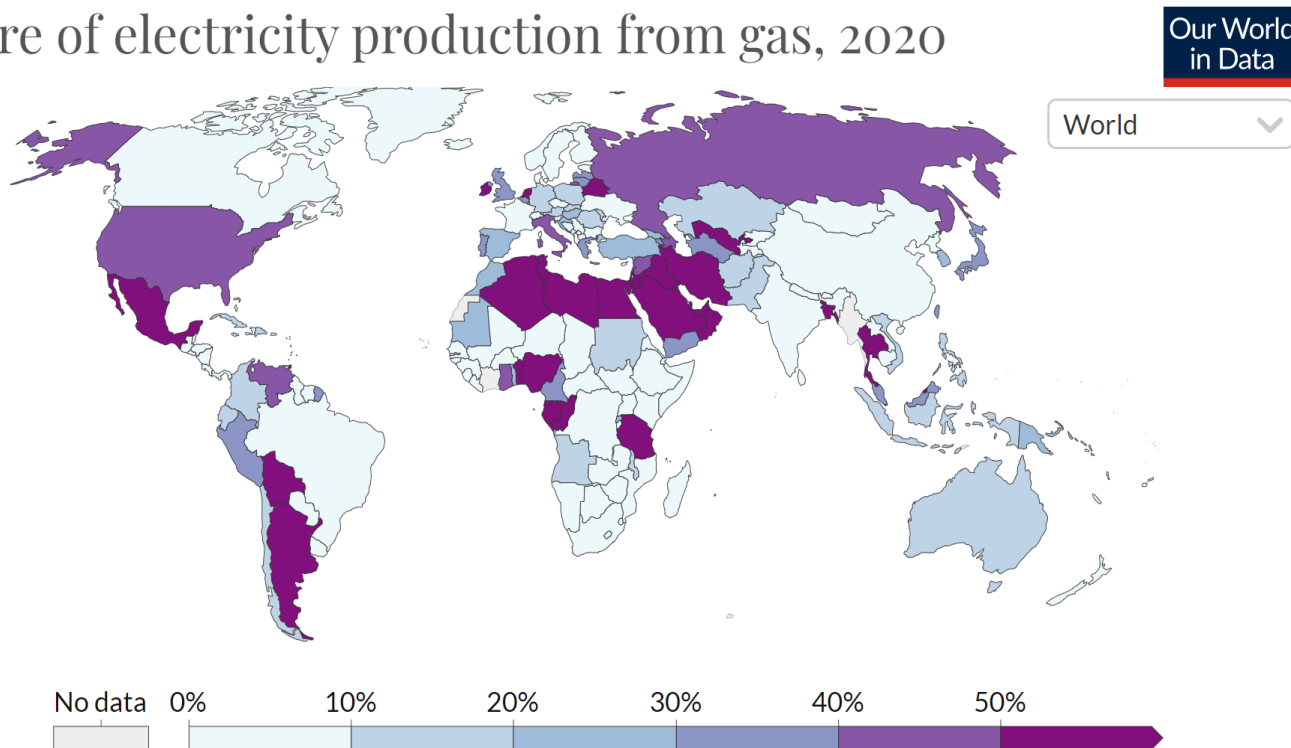 re of electricity production from gas, 2020
Our World
in Data
World
No data 0% 10% 20% 30% 40% 50%